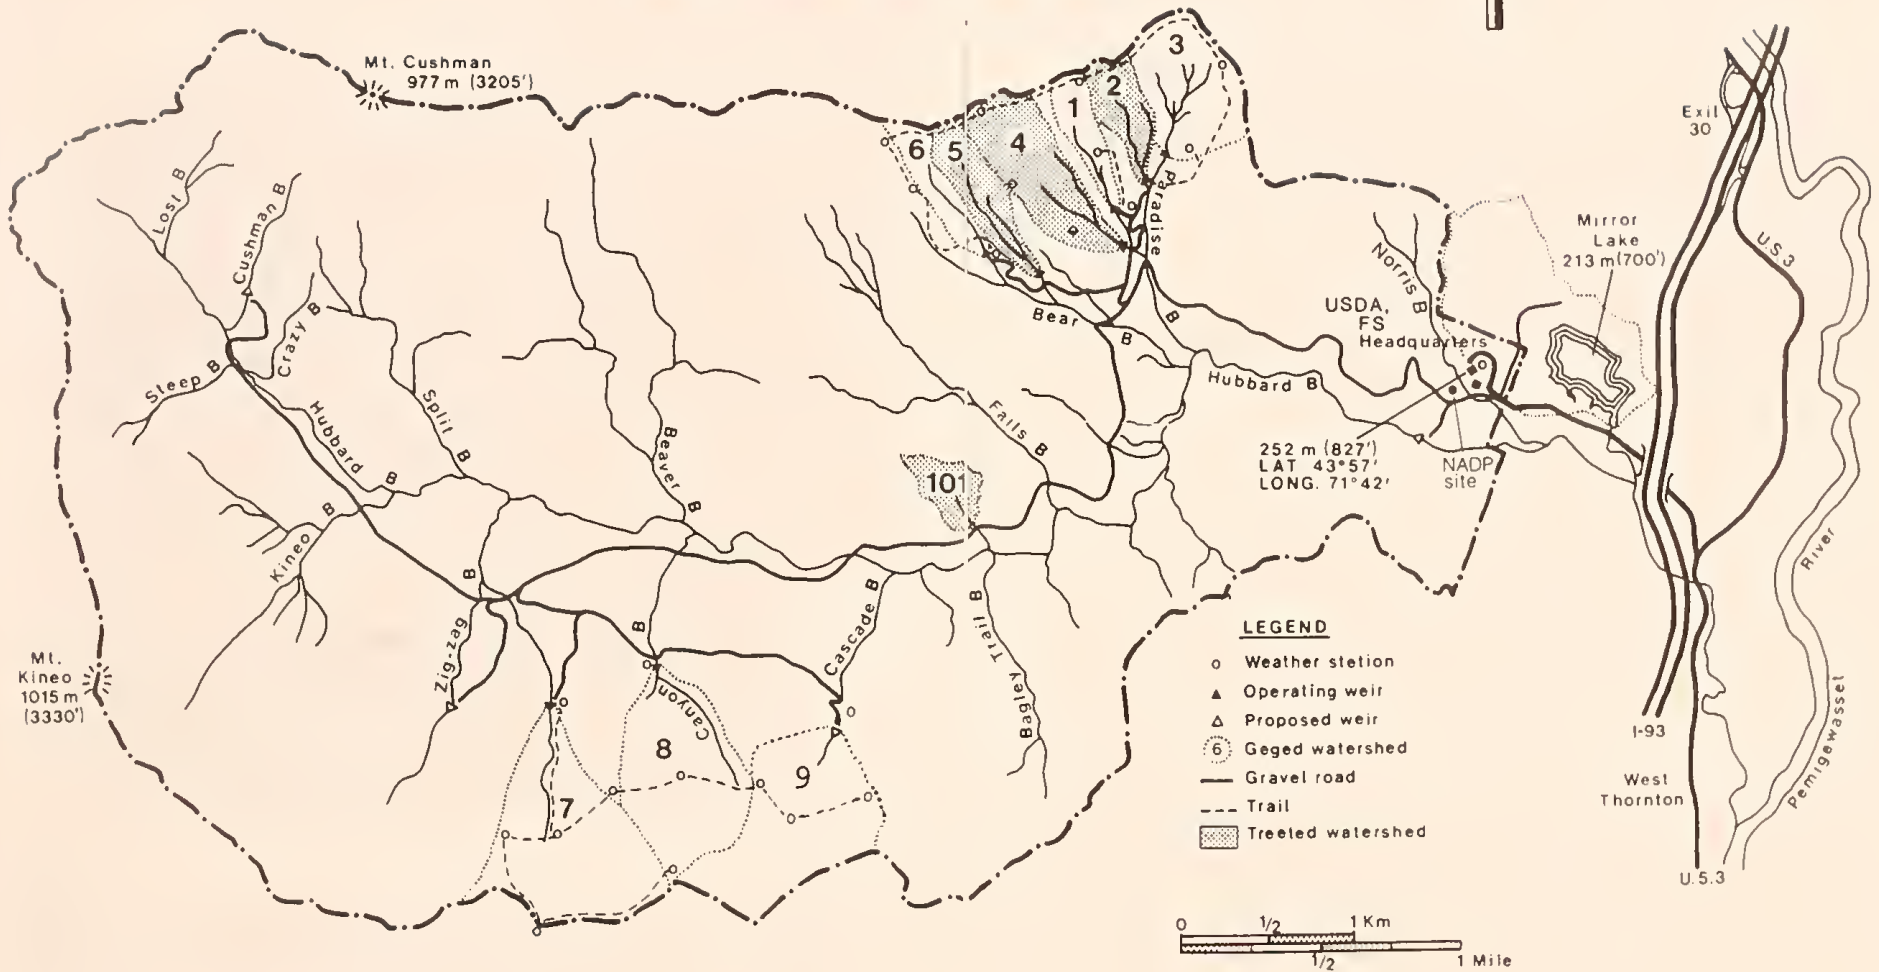 Mt. Cushman
977 m (3205')
3
2
1
4
5
6
Exit
30
Lost B
Cushman B
Paradise
Mirror
Lake
213 m (700')
U.S 3
Norris B
USDA,
FS
Headquarters
Bear
B
B
Crazy B
Steep B
Hubbard B
Split
B
Hubbard
B
Falls B
Beaver
B
101
252 m (827')
LAT 43°57'
LONG. 71°42'
NADP
site
B
Kineo
River
B
B
Cascade B
Bagley Trail B
Zig-zag
Mt.
Kineo
1015 m
(3330')
Canyon
8
9
7
LEGEND
Weather stetion
Operating weir
Proposed weir
6 Geged watershed
Gravel road
Trail
Treeted watershed
I-93
West
Thornton
Pemigewasset
U.S.3
0 1/2 1 Km
1/2 1 Mile